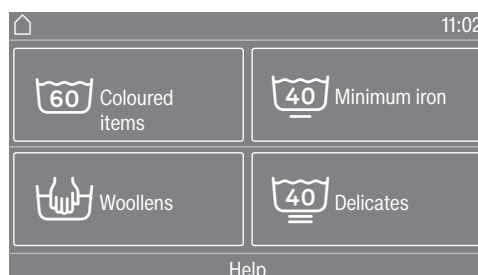 11:02
60 Coloured
items
40 Minimum iron
Woollens
40 Delicates
Help